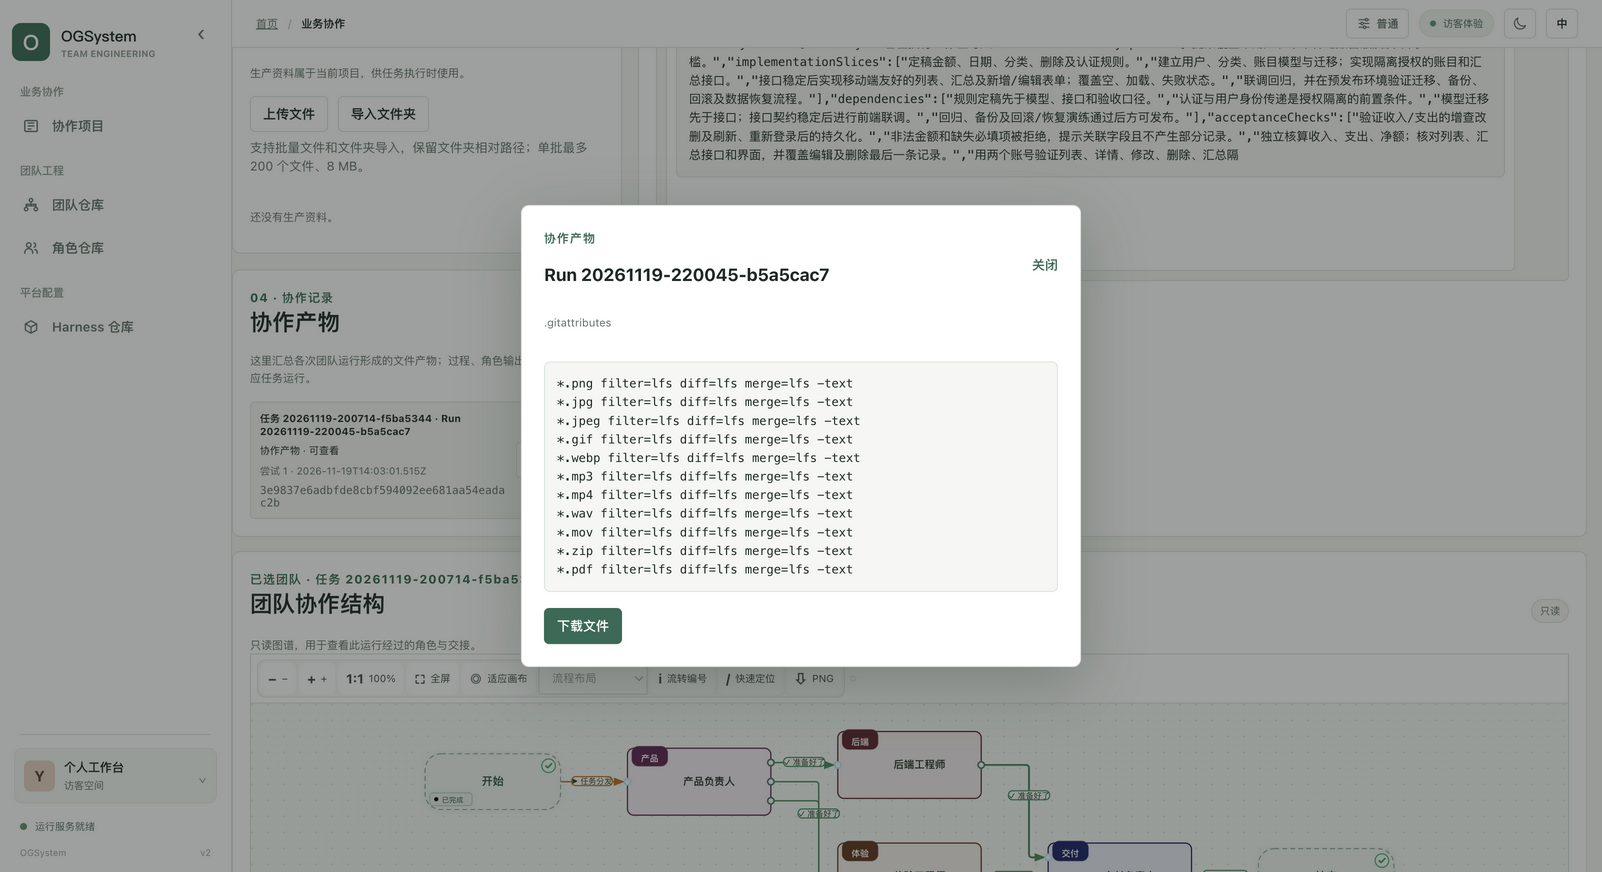 O
OGSystem
TEAM ENGINEERING
业务协作
协作项目
团队工程
团队仓库
角色仓库
平台配置
Harness 仓库
Y
个人工作台
访客空间
运行服务就绪
OGSystem
v2
首页 / 业务协作
普通
访客体验
中
生产资料属于当前项目，供任务执行时使用。
上传文件
导入文件夹
支持批量文件和文件夹导入，保留文件夹相对路径；单批最多
200 个文件、8 MB。
还没有生产资料。
槛。","implementationSlices":["定稿金额、日期、分类、删除及认证规则。","建立用户、分类、账目模型与迁移；实现隔离授权的账目和汇
总接口。","接口稳定后实现移动端友好的列表、汇总及新增/编辑表单；覆盖空、加载、失败状态。","联调回归，并在预发布环境验证迁移、备份、
回滚及数据恢复流程。"],"dependencies":["规则定稿先于模型、接口和验收口径。","认证与用户身份传递是授权隔离的前置条件。","模型迁移
先于接口；接口契约稳定后进行前端联调。","回归、备份及回滚/恢复演练通过后方可发布。"],"acceptanceChecks":["验证收入/支出的增查改
删及刷新、重新登录后的持久化。","非法金额和缺失必填项被拒绝，提示关联字段且不产生部分记录。","独立核算收入、支出、净额；核对列表、汇
总接口和界面，并覆盖编辑及删除最后一条记录。","用两个账号验证列表、详情、修改、删除、汇总隔
04 · 协作记录
协作产物
这里汇总各次团队运行形成的文件产物；过程、角色输出
应任务运行。
任务 20261119-200714-f5ba5344 · Run
20261119-220045-b5a5cac7
协作产物 · 可查看
尝试 1 · 2026-11-19T14:03:01.515Z
3e9837e6adbfde8cbf594092ee681aa54eada
c2b
协作产物
Run 20261119-220045-b5a5cac7
关闭
.gitattributes
*.png filter=lfs diff=lfs merge=lfs -text
*.jpg filter=lfs diff=lfs merge=lfs -text
*.jpeg filter=lfs diff=lfs merge=lfs -text
*.gif filter=lfs diff=lfs merge=lfs -text
*.webp filter=lfs diff=lfs merge=lfs -text
*.mp3 filter=lfs diff=lfs merge=lfs -text
*.mp4 filter=lfs diff=lfs merge=lfs -text
*.wav filter=lfs diff=lfs merge=lfs -text
*.mov filter=lfs diff=lfs merge=lfs -text
*.zip filter=lfs diff=lfs merge=lfs -text
*.pdf filter=lfs diff=lfs merge=lfs -text
下载文件
已选团队 · 任务 20261119-200714-f5ba5
团队协作结构
只读
只读图谱，用于查看此运行经过的角色与交接。
− −
+ +
1:1 100%
全屏
适应画布
流程布局
i 流转编号
/ 快速定位
PNG
开始
已完成
任务分发
产品
产品负责人
✓ 准备好了
✓ 准备好了
后端
后端工程师
✓ 准备好了
体验
交付